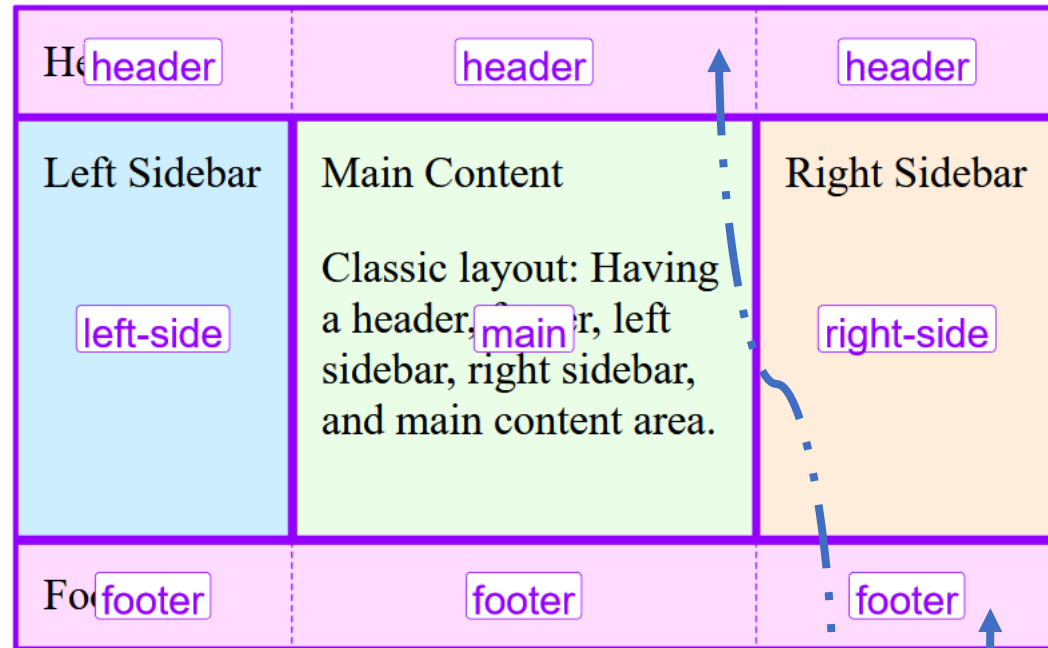 header header header
Left Sidebar
Main Content
Right Sidebar
Classic layout: Having
a header, left
sidebar, right sidebar,
and main content area.
left-side
main
right-side
footer footer footer